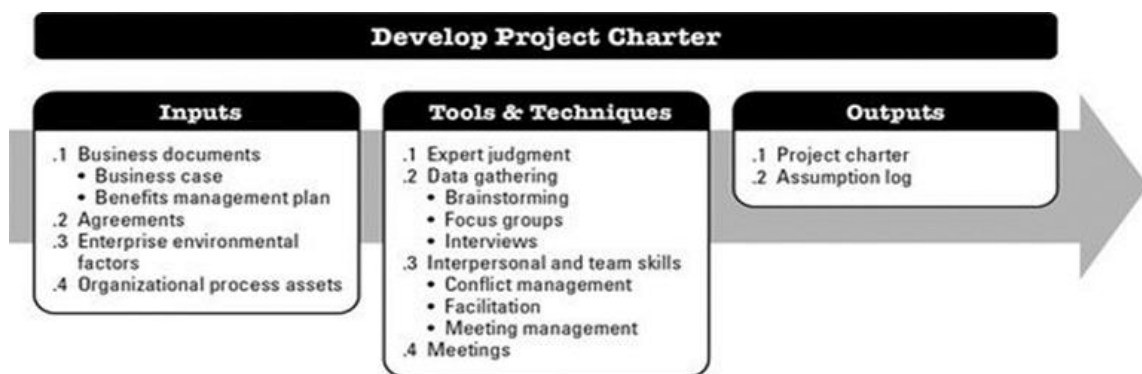 Develop Project Charter
Inputs
.1 Business documents
• Business case
• Benefits management plan
.2 Agreements
.3 Enterprise environmental
factors
.4 Organizational process assets
Tools & Techniques
.1 Expert judgment
.2 Data gathering
• Brainstorming
• Focus groups
• Interviews
.3 Interpersonal and team skills
• Conflict management
• Facilitation
• Meeting management
.4 Meetings
Outputs
.1 Project charter
.2 Assumption log